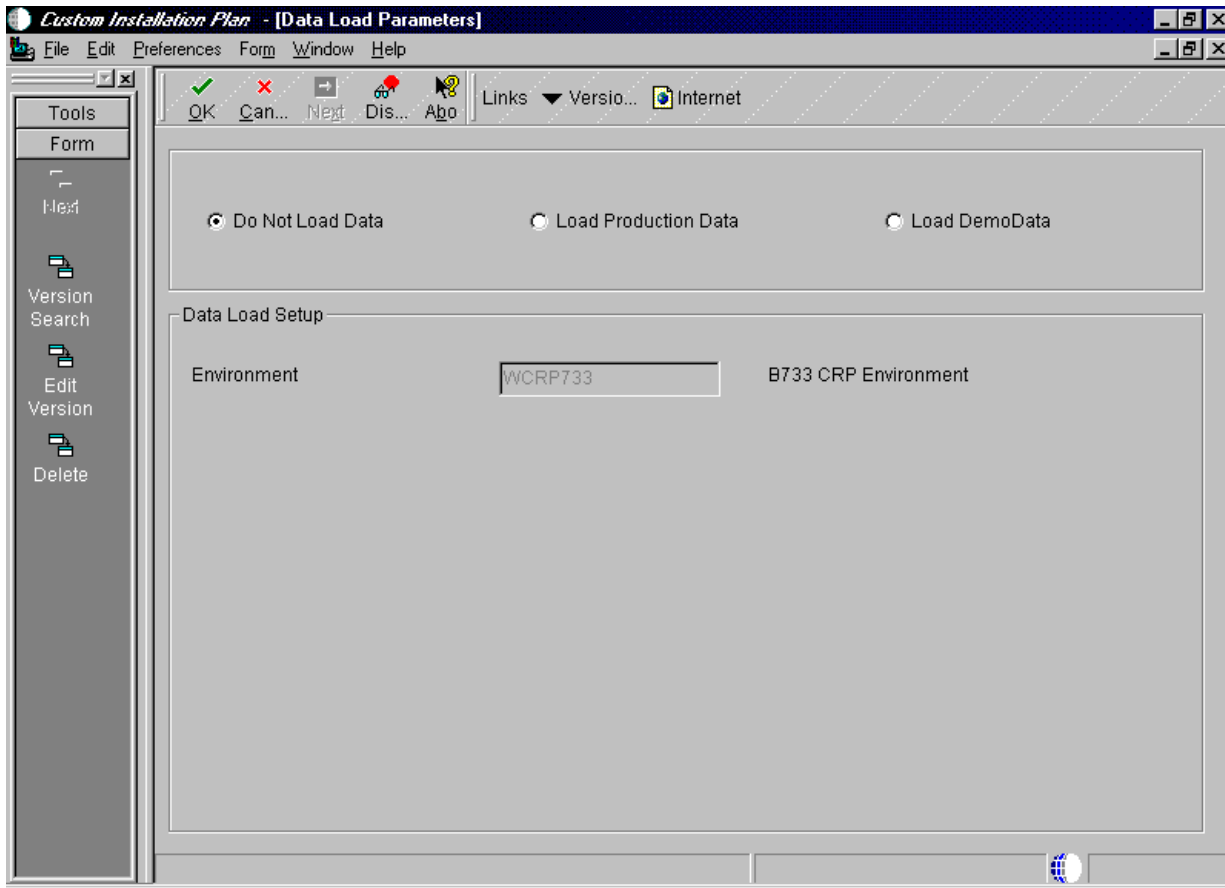 Custom Installation Plan - [Data Load Parameters]
File Edit Preferences Form Window Help
OK Can... Next Dis... Abo Links Versio... Internet
Tools
Form
Next
Version
Search
Edit
Version
Delete
Do Not Load Data Load Production Data Load DemoData
Data Load Setup
Environment WCRP733 B733 CRP Environment